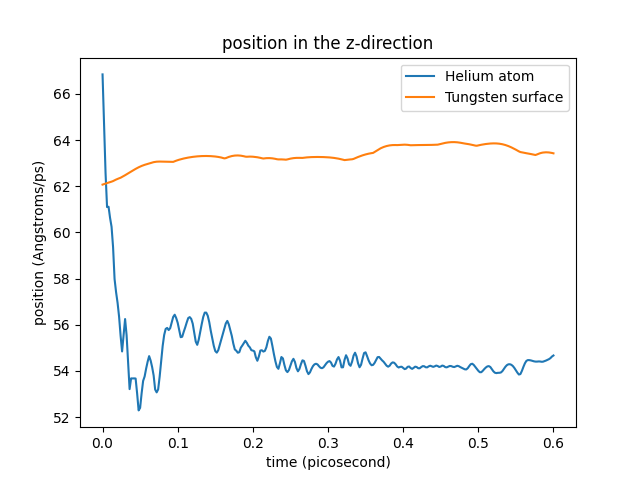 position in the z-direction
Helium atom
Tungsten surface
position (Angstroms/ps)
66
64
62
60
58
56
54
52
0.0 0.1 0.2 0.3 0.4 0.5 0.6
time (picosecond)